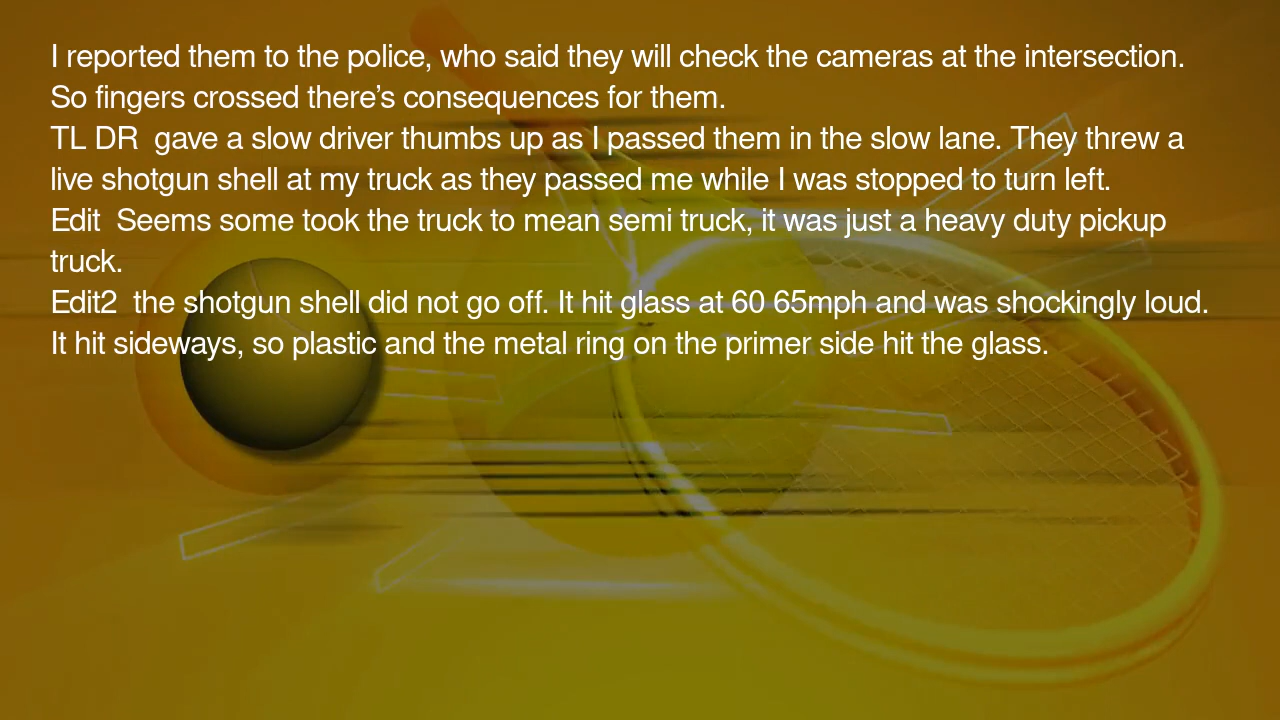 I reported them to the police, who said they will check the cameras at the intersection.
So fingers crossed there’s consequences for them.
TL DR  gave a slow driver thumbs up as I passed them in the slow lane. They threw a
live shotgun shell at my truck as they passed me while I was stopped to turn left.
Edit  Seems some took the truck to mean semi truck, it was just a heavy duty pickup
truck.
Edit2  the shotgun shell did not go off. It hit glass at 60 65mph and was shockingly loud.
It hit sideways, so plastic and the metal ring on the primer side hit the glass.